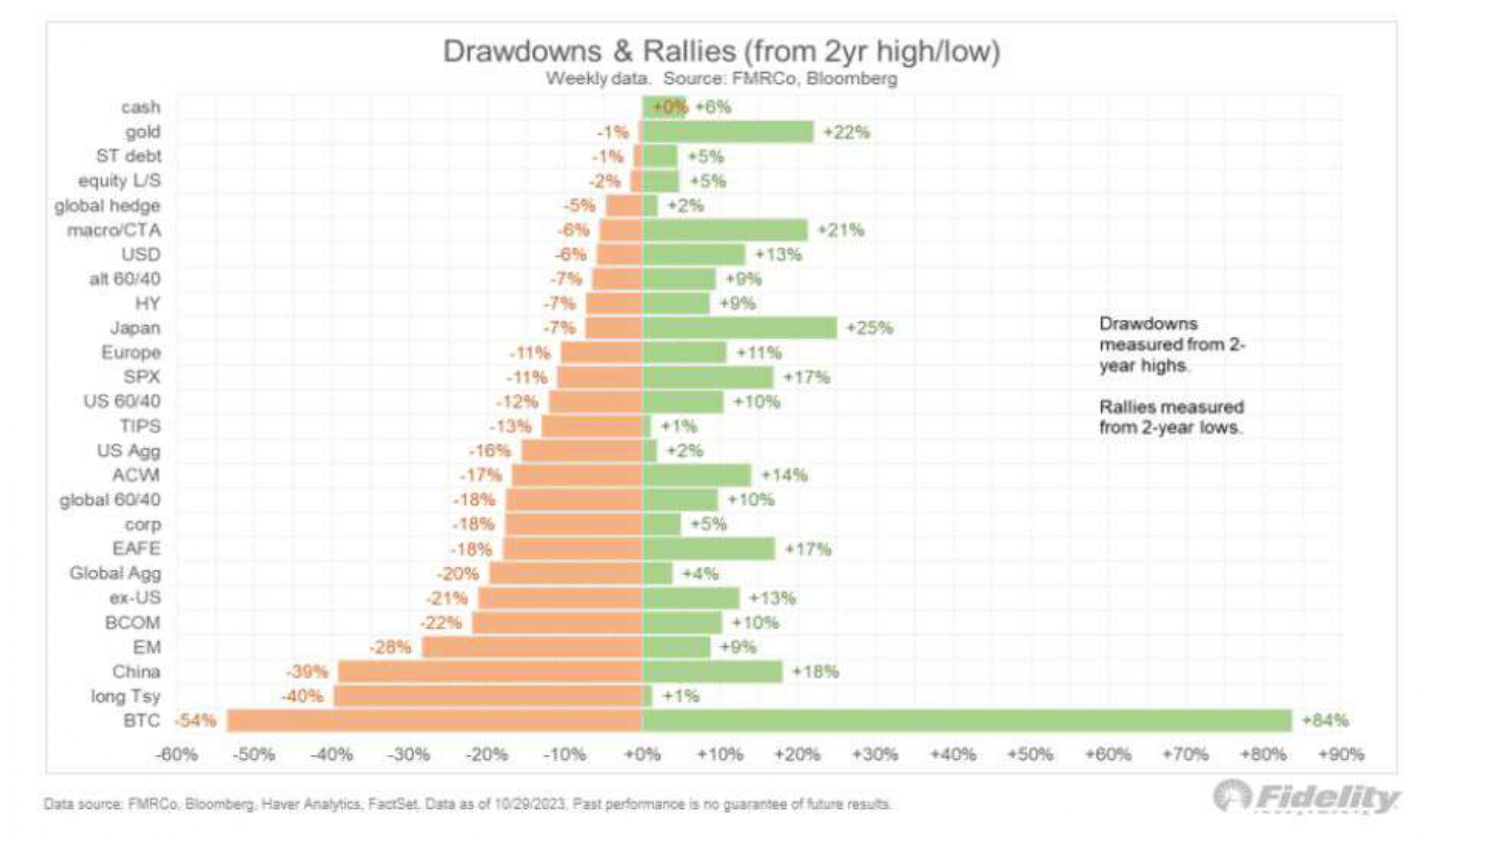 Drawdowns & Rallies (from 2yr high/low)
Weekly data. Source: FMRCo, Bloomberg
cash +0% +6%
gold -1% +22%
ST debt -1% +5%
equity L/S -2% +5%
global hedge -5% +2%
macro/CTA -6% +21%
USD -6% +13%
alt 60/40 -7% +9%
HY -7% +9%
Japan -7% +25%
Europe -11% +11%
SPX -11% +17%
US 60/40 -12% +10%
TIPS -13% +1%
US Agg -16% +2%
ACWI -17% +14%
global 60/40 -18% +10%
corp -18% +5%
EAFE -18% +17%
Global Agg -20% +4%
ex-US -21% +13%
BCOM -22% +10%
EM -28% +9%
China -39% +18%
long Tsy -40% +1%
BTC -54% +84%
-60% -50% -40% -30% -20% -10% +0% +10% +20% +30% +40% +50% +60% +70% +80% +90%
Drawdowns
measured from 2-
year highs.
Rallies measured
from 2-year lows.
Data source: FMRCo, Bloomberg, Haver Analytics, FactSet. Data as of 10/29/2023. Past performance is no guarantee of future results.
Fidelity